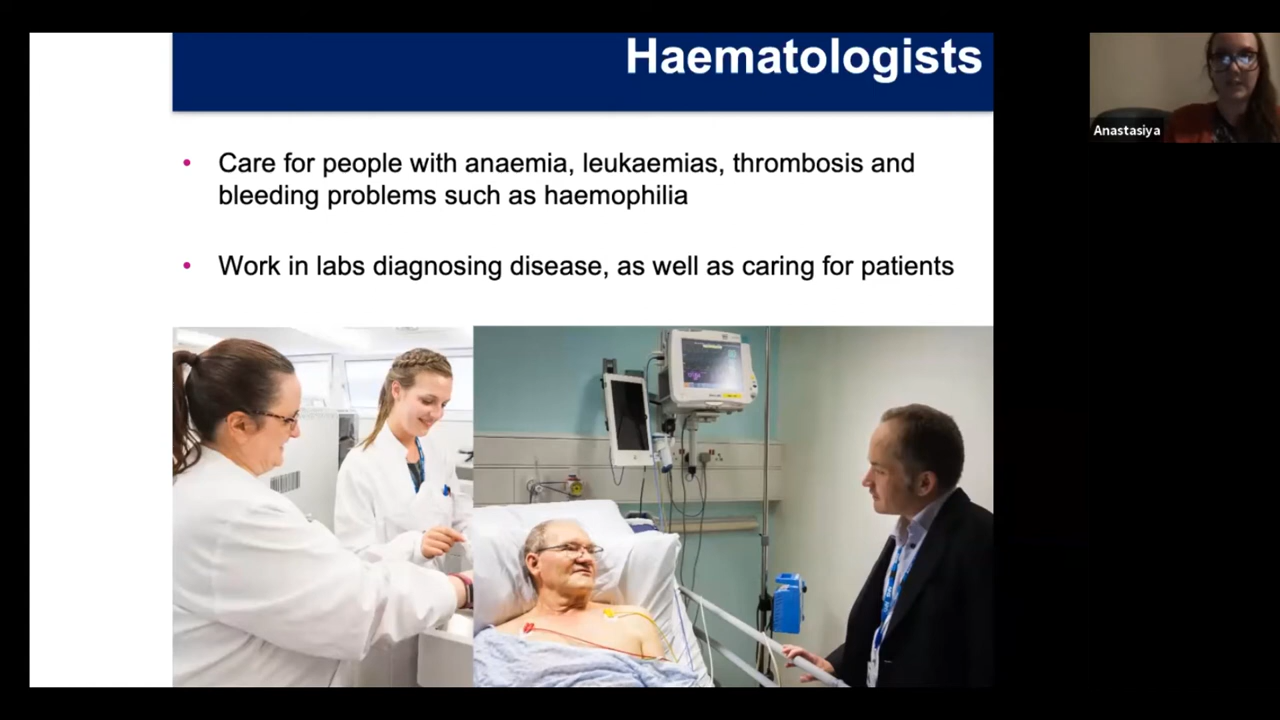 Haematologists
Anastasiya
• Care for people with anaemia, leukaemias, thrombosis and
bleeding problems such as haemophilia
• Work in labs diagnosing disease, as well as caring for patients